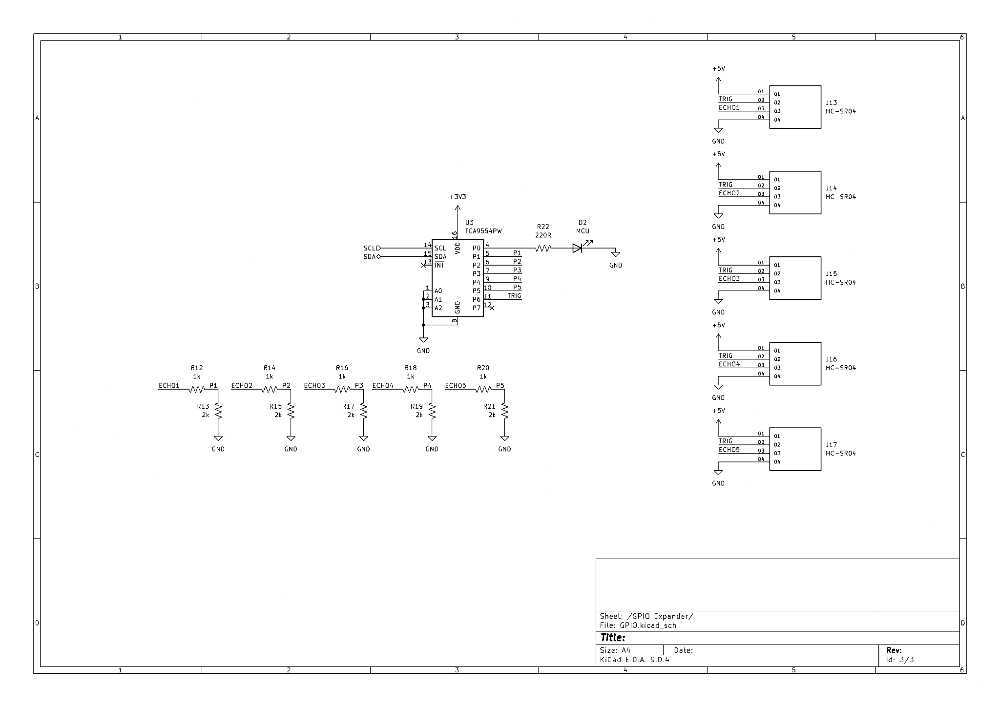 1 2 3 4 5 6
A
B
C
D
A
B
C
D
1 2 3 4 5 6
+3V3
U3
TCA9554PW
16
VDD
SCL
SDA
14
15
13
SCL
SDA
INT
1
2
3
A0
A1
A2
GND
8
GND
P0
P1
P2
P3
P4
P5
P6
P7
4
5
6
7
9
10
11
12
P1
P2
P3
P4
P5
TRIG
R22
220R
D2
MCU
GND
R12
1k
ECHO1
P1
R13
2k
GND
R14
1k
ECHO2
P2
R15
2k
GND
R16
1k
ECHO3
P3
R17
2k
GND
R18
1k
ECHO4
P4
R19
2k
GND
R20
1k
ECHO5
P5
R21
2k
GND
+5V
01 01
TRIG 02 02
ECHO1 03 03
04 04
J13
HC-SR04
GND
+5V
01 01
TRIG 02 02
ECHO2 03 03
04 04
J14
HC-SR04
GND
+5V
01 01
TRIG 02 02
ECHO3 03 03
04 04
J15
HC-SR04
GND
+5V
01 01
TRIG 02 02
ECHO4 03 03
04 04
J16
HC-SR04
GND
+5V
01 01
TRIG 02 02
ECHO5 03 03
04 04
J17
HC-SR04
GND
Sheet: /GPIO Expander/
File: GPIO.kicad_sch
Title:
Size: A4 Date: Rev:
KiCad E.D.A. 9.0.4 Id: 3/3